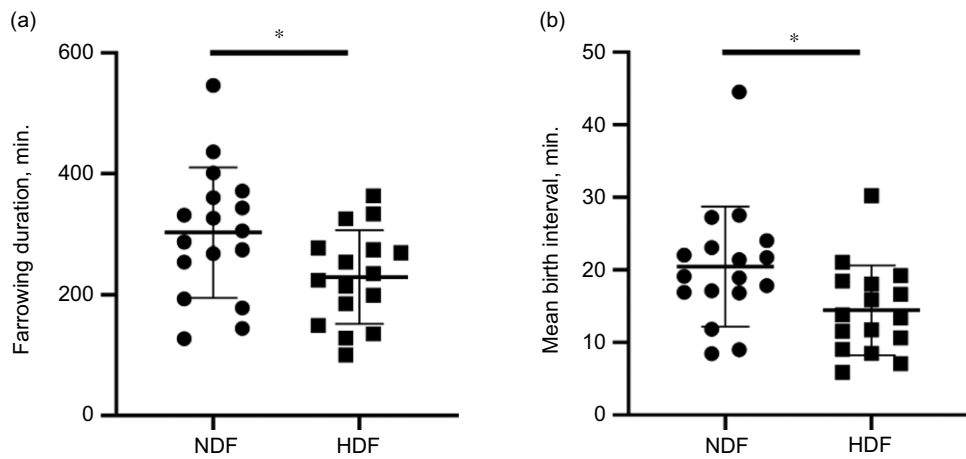 (a)
*
600
400
200
0
Farrowing duration, min.
NDF
HDF
(b)
*
50
40
30
20
10
0
Mean birth interval, min.
NDF
HDF